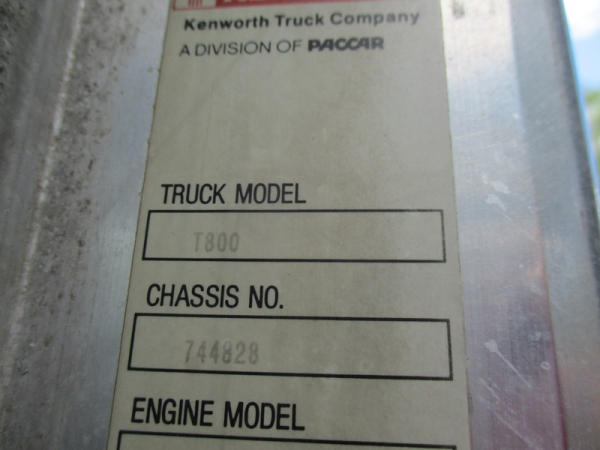 Kenworth Truck Company
A DIVISION OF PACCAR
TRUCK MODEL
T800
CHASSIS NO.
744828
ENGINE MODEL